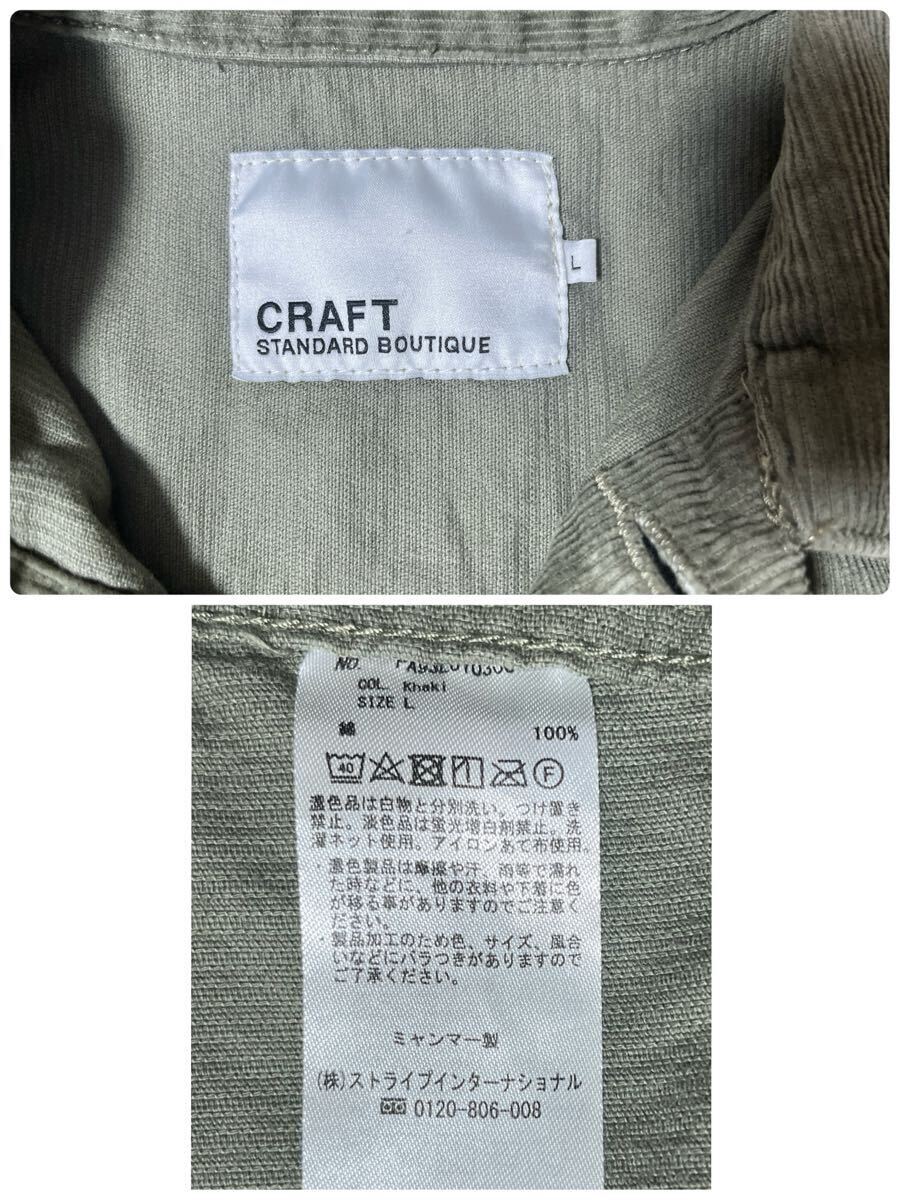 CRAFT
STANDARD BOUTIQUE
L
NO.
COL. Khaki
SIZE L
綿 100%
40
F
濃色品は白物と分別洗い。つけ置き
禁止。淡色品は蛍光増白剤禁止。洗
濯ネット使用。アイロンあて布使用.
・濃色製品は摩擦や汗、雨等で濡れ
た時などに、他の衣料や下着に色
が移る事がありますのでご注意く
ださい。
・製品加工のため色、サイズ、風合
いなどにバラつきがありますので
ご了承ください。
ミャンマー製
(株)ストライプインターナショナル
0120-806-008